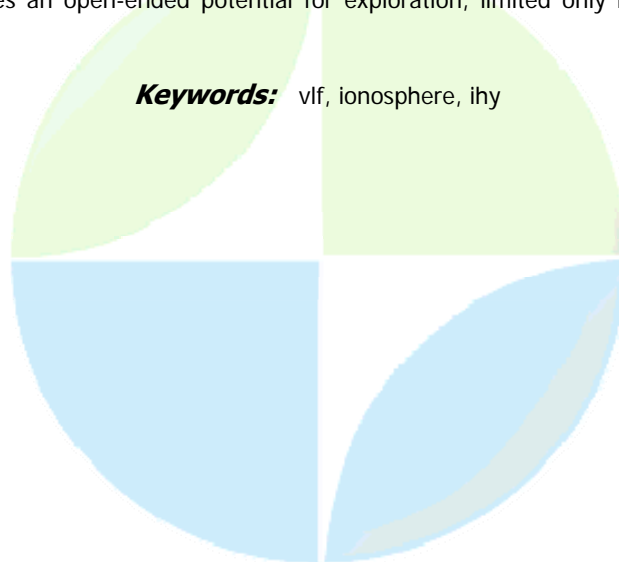 es an open-ended potential for exploration, limited only
Keywords: vlf, ionosphere, ihy